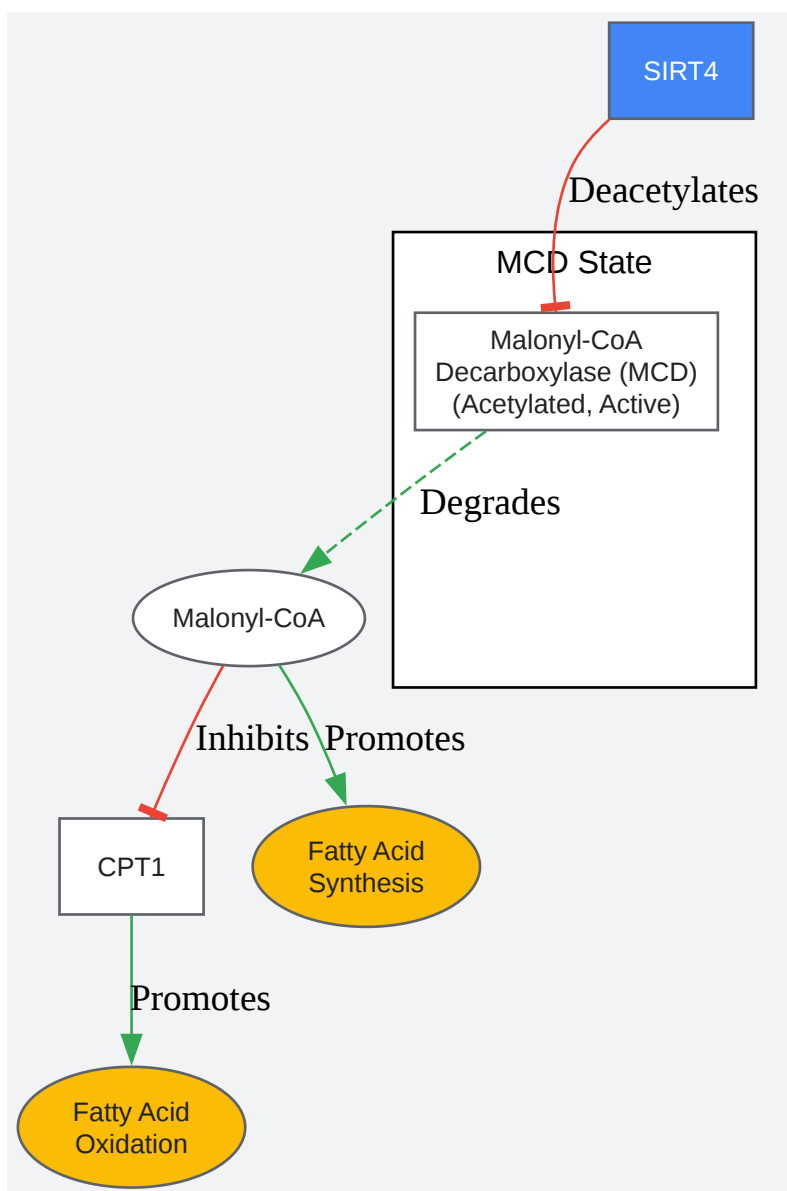 SIRT4
Deacetylates
MCD State
Malonyl-CoA
Decarboxylase (MCD)
(Acetylated, Active)
Degrades
Malonyl-CoA
Inhibits
Promotes
CPT1
Fatty Acid
Synthesis
Promotes
Fatty Acid
Oxidation